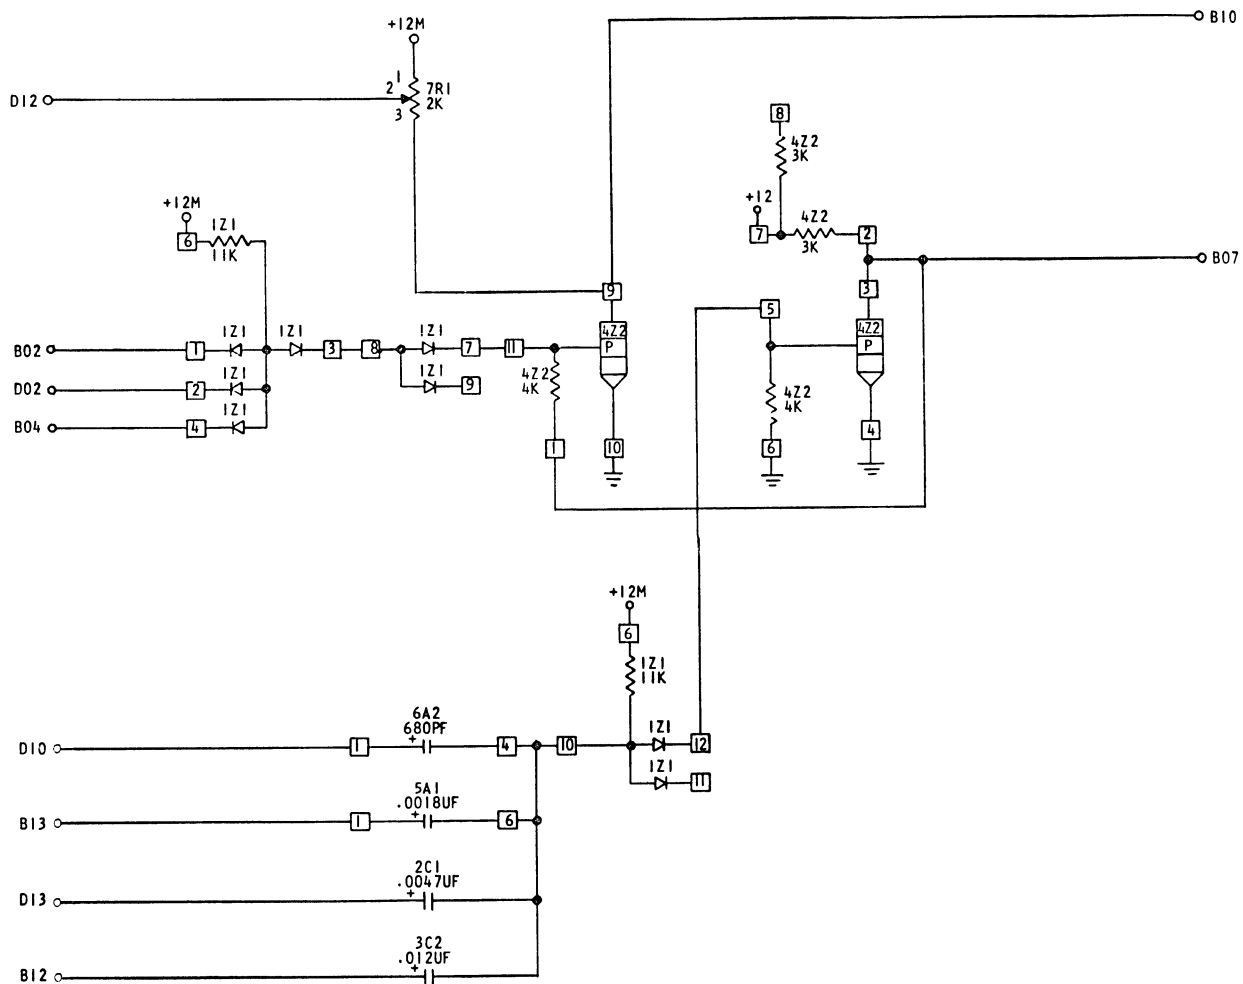 B10
+12M
1
2
7R1
D12
2K
3
8
4Z2
3K
+12M
+12
1Z1
4Z2
6
7
2
11K
3K
B07
9
3
5
1Z1
1Z1
1Z1
4Z2
4Z2
B02
1
3
8
7
11
P
P
1Z1
1Z1
4Z2
D02
2
9
4K
4Z2
4K
1Z1
B04
4
4
1
10
6
+12M
6
1Z1
11K
6A2
680PF
1Z1
D10
1
+
4
10
12
1Z1
11
5A1
.0018UF
B13
1
+
6
2C1
.0047UF
D13
+
3C2
.012UF
B12
+